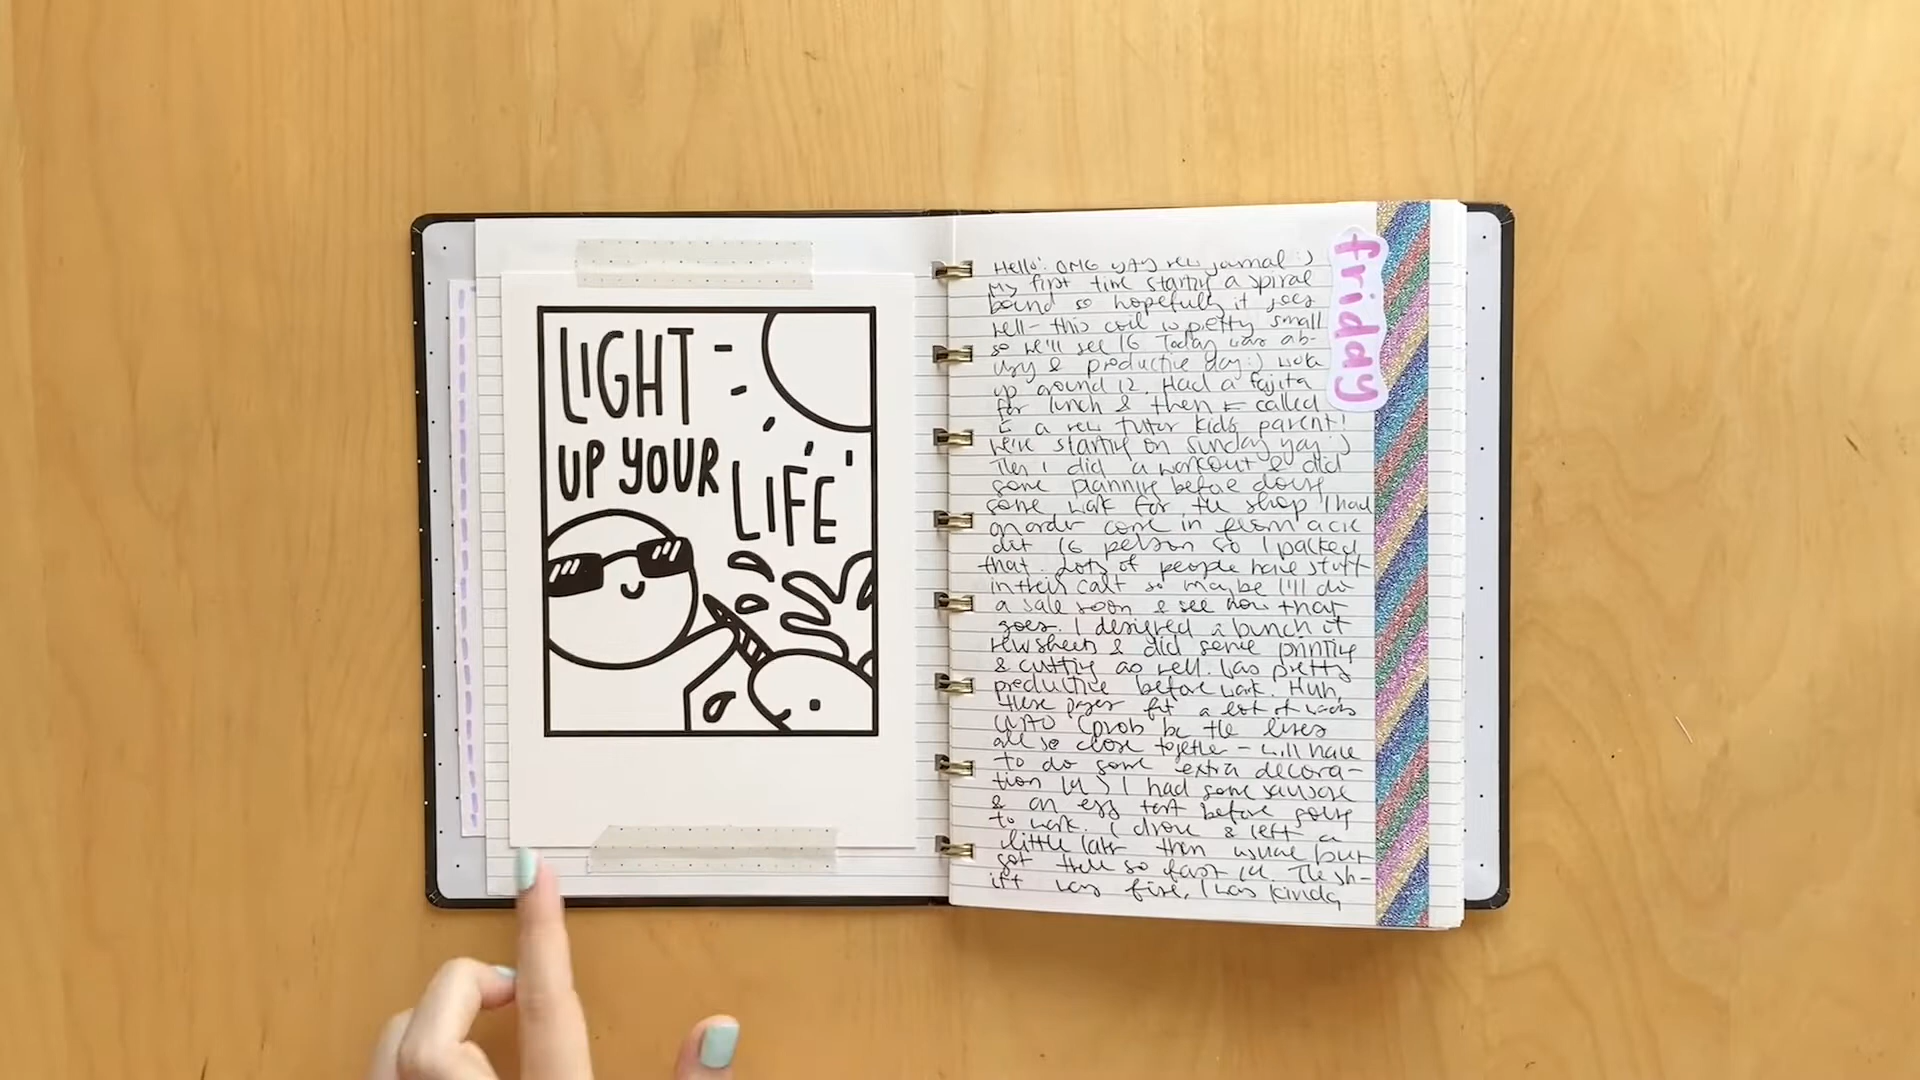 LIGHT
UP YOUR
LIFE
friday
Hello! OMG yAy new journal :)
My first time starting a spiral
bound so hopefully it goes
well - this coil is pretty small
so we'll see lG Today was a b-
usy & productive day :) woke
up around 12. Had a fajita
for lunch & then I called
a new tutor kid's parent!
We're starting on Sunday yay :)
Then I did a workout & did
some planning before doing
some work for the shop I had
an order come in from a
person so I packed
that. Lots of people have stuff
in their cart so maybe I'll do
a sale soon & see how that
goes. I designed a bunch of
new sheets & did some printing
& cutting as well. Was pretty
productive before work. Huh,
these pages fit a lot of words
LMAO (prob bc the lines
are so close together - will have
to do some extra decora-
tion lol) I had some sausage
& an egg tart before going
to work. I drove & left a
little later than usual but
got there so fast lol. The sh-
ift was fine, I was kinda